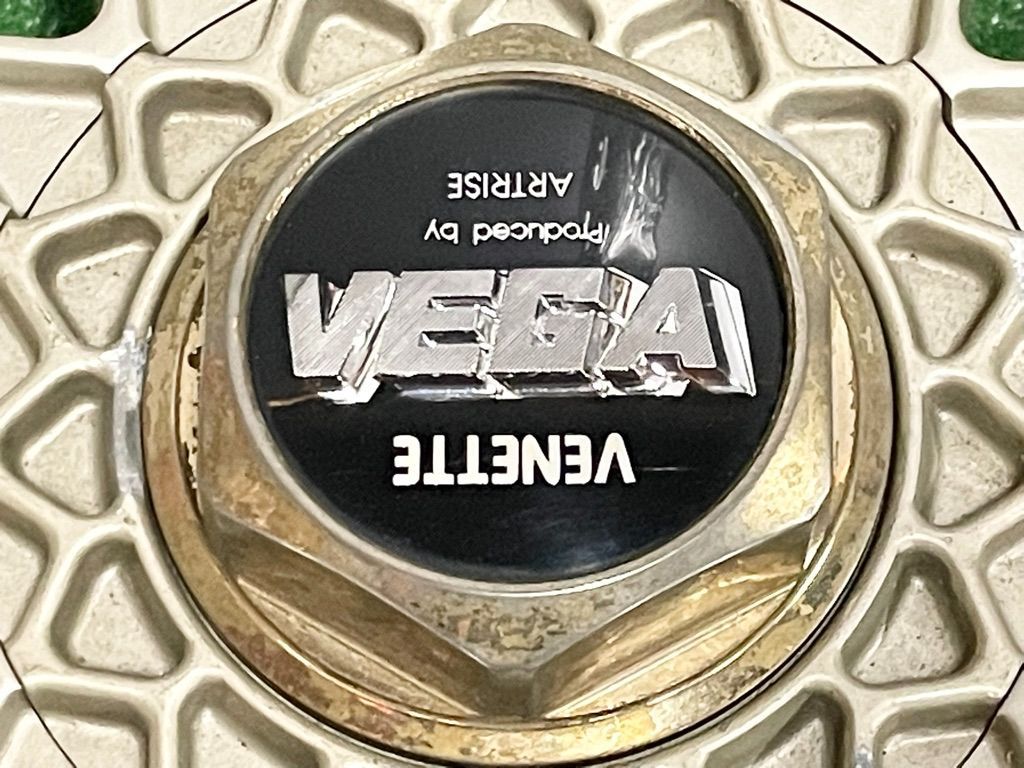 VENETTE
VEGA
Produced by
ARTRISE